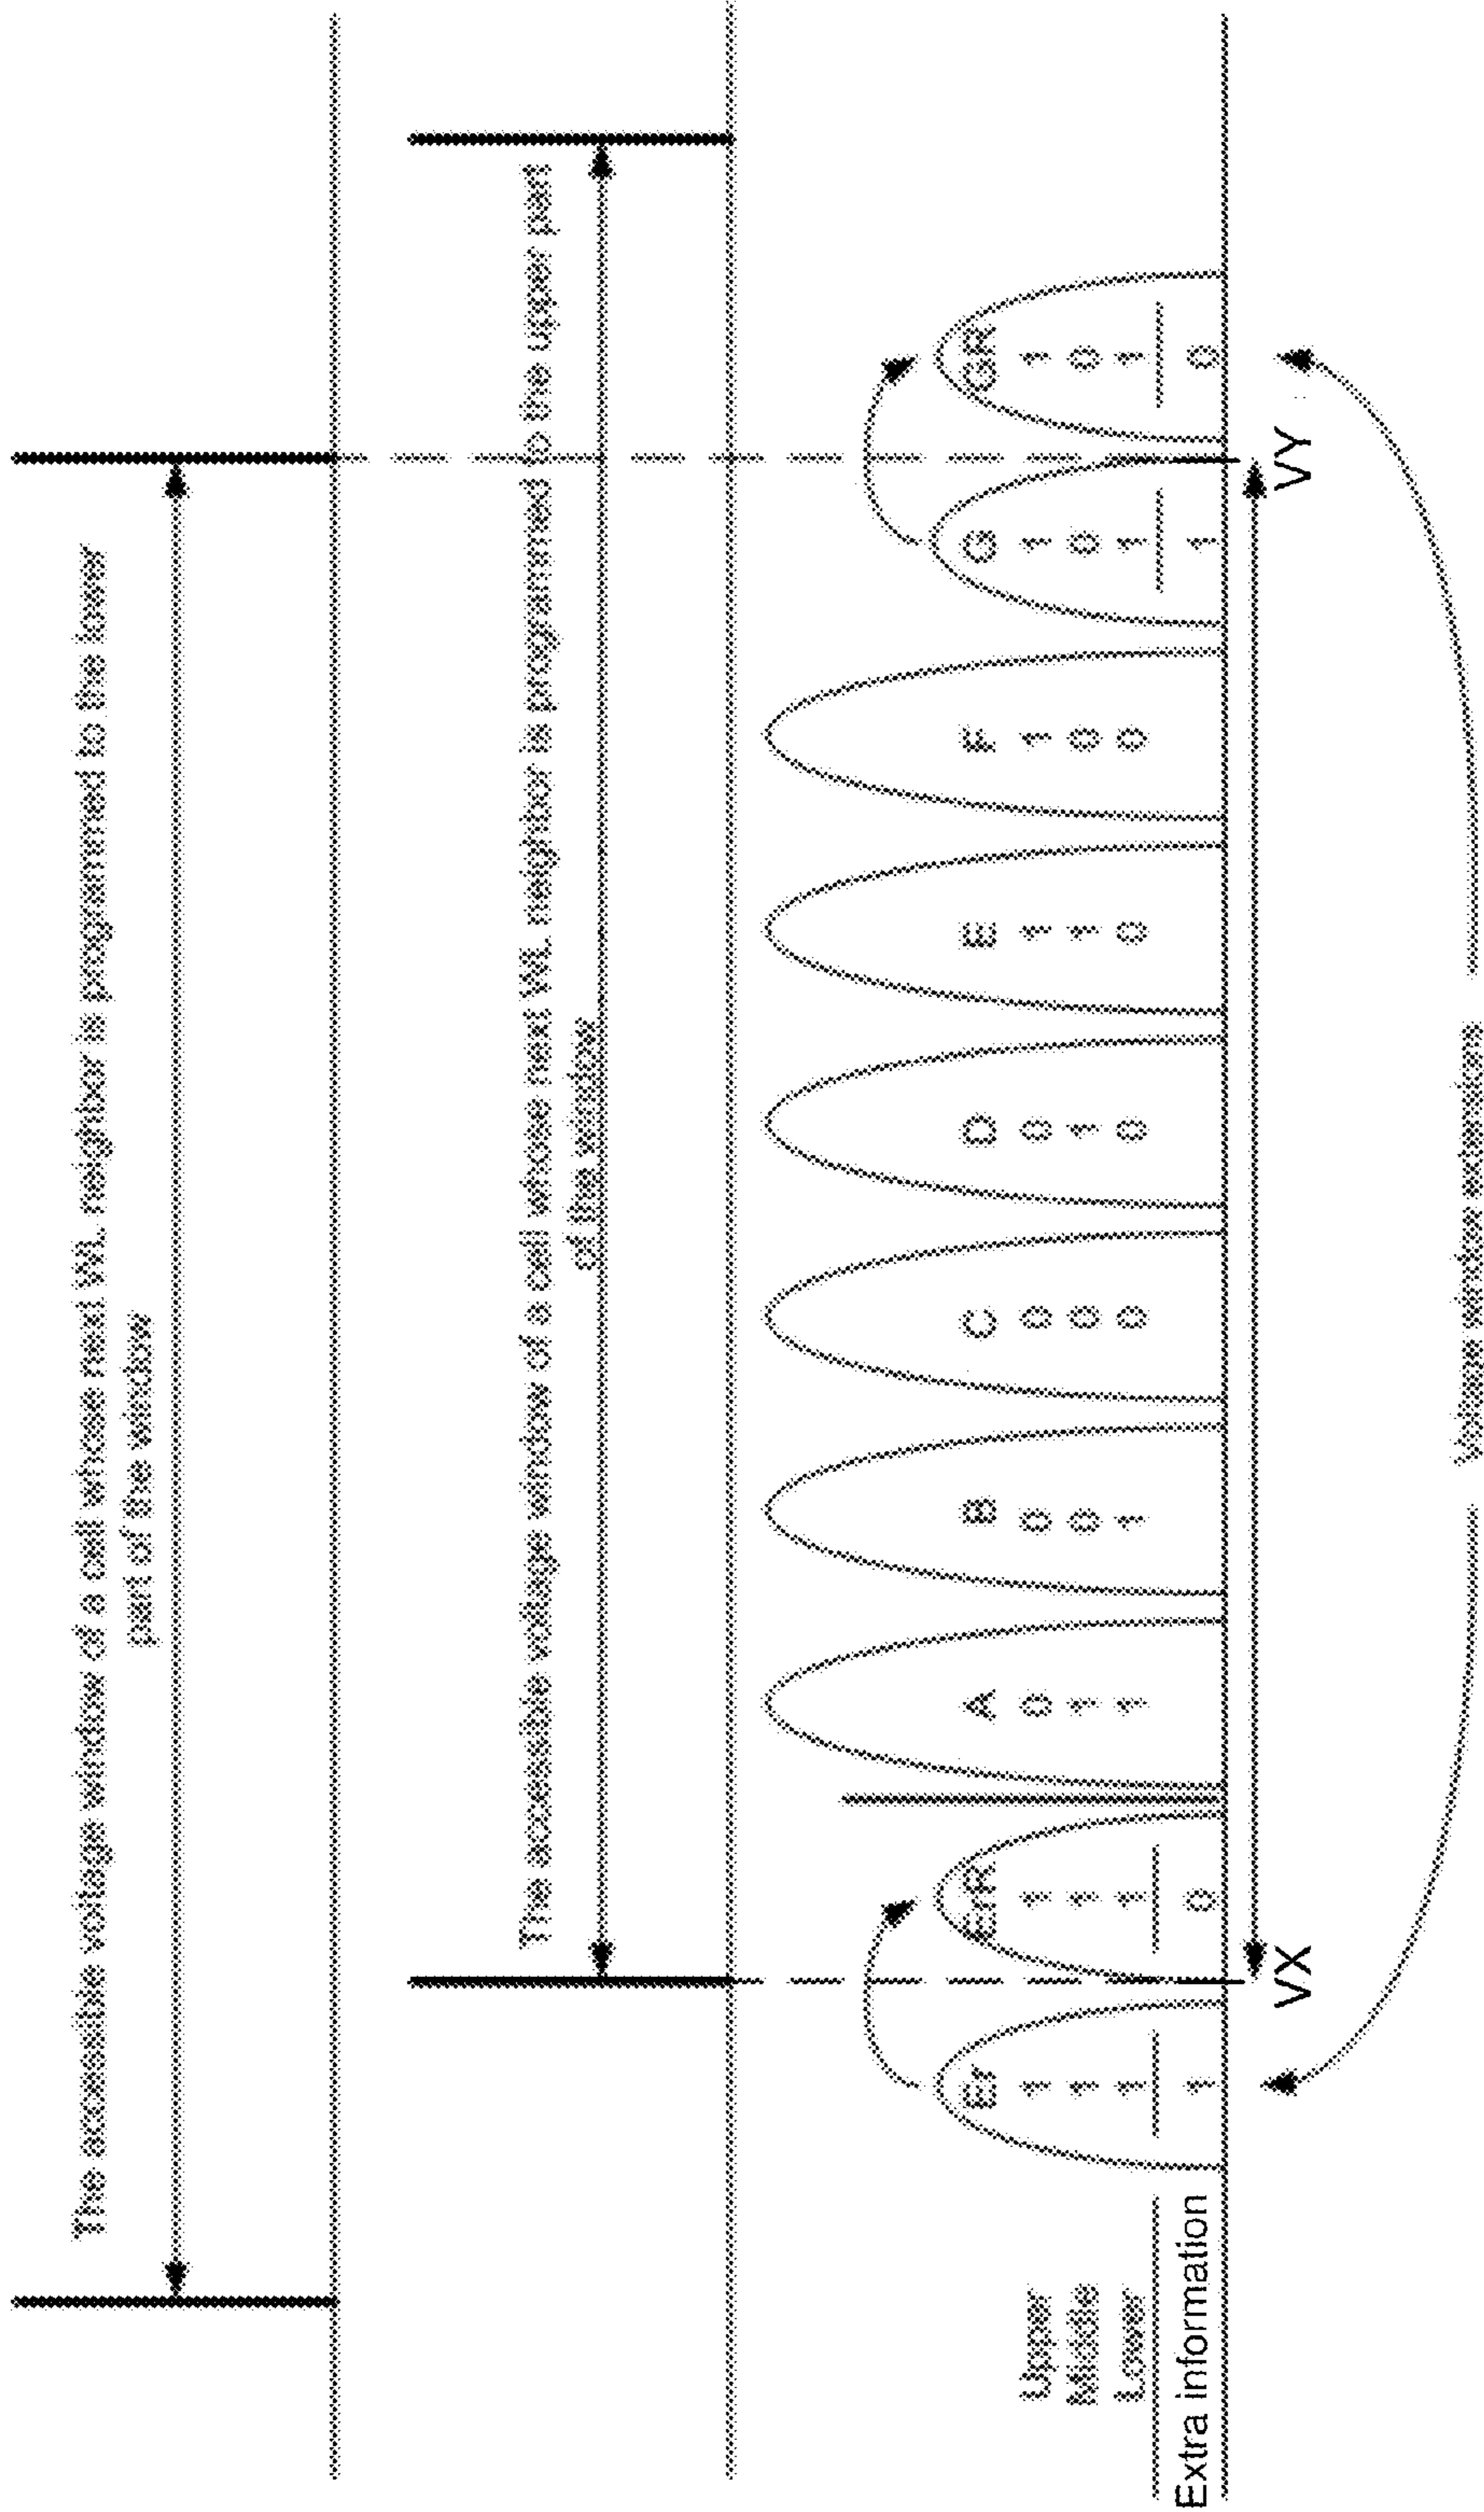 The accessible voltage window of a cell whose next WL neighbor is programmed to the lower
part of the window
The accessible voltage window of a cell whose next WL neighbor is programmed to the upper part
of the window
Er ErR A B C D E F G GR
Upper 1 1 0 0 0 0 1 1 1 1
Middle 1 1 1 0 0 1 1 0 0 0
Lower 1 1 1 1 0 0 0 0 1 1
Extra information 1 0 1 0
VX VY
Voltage window extensions